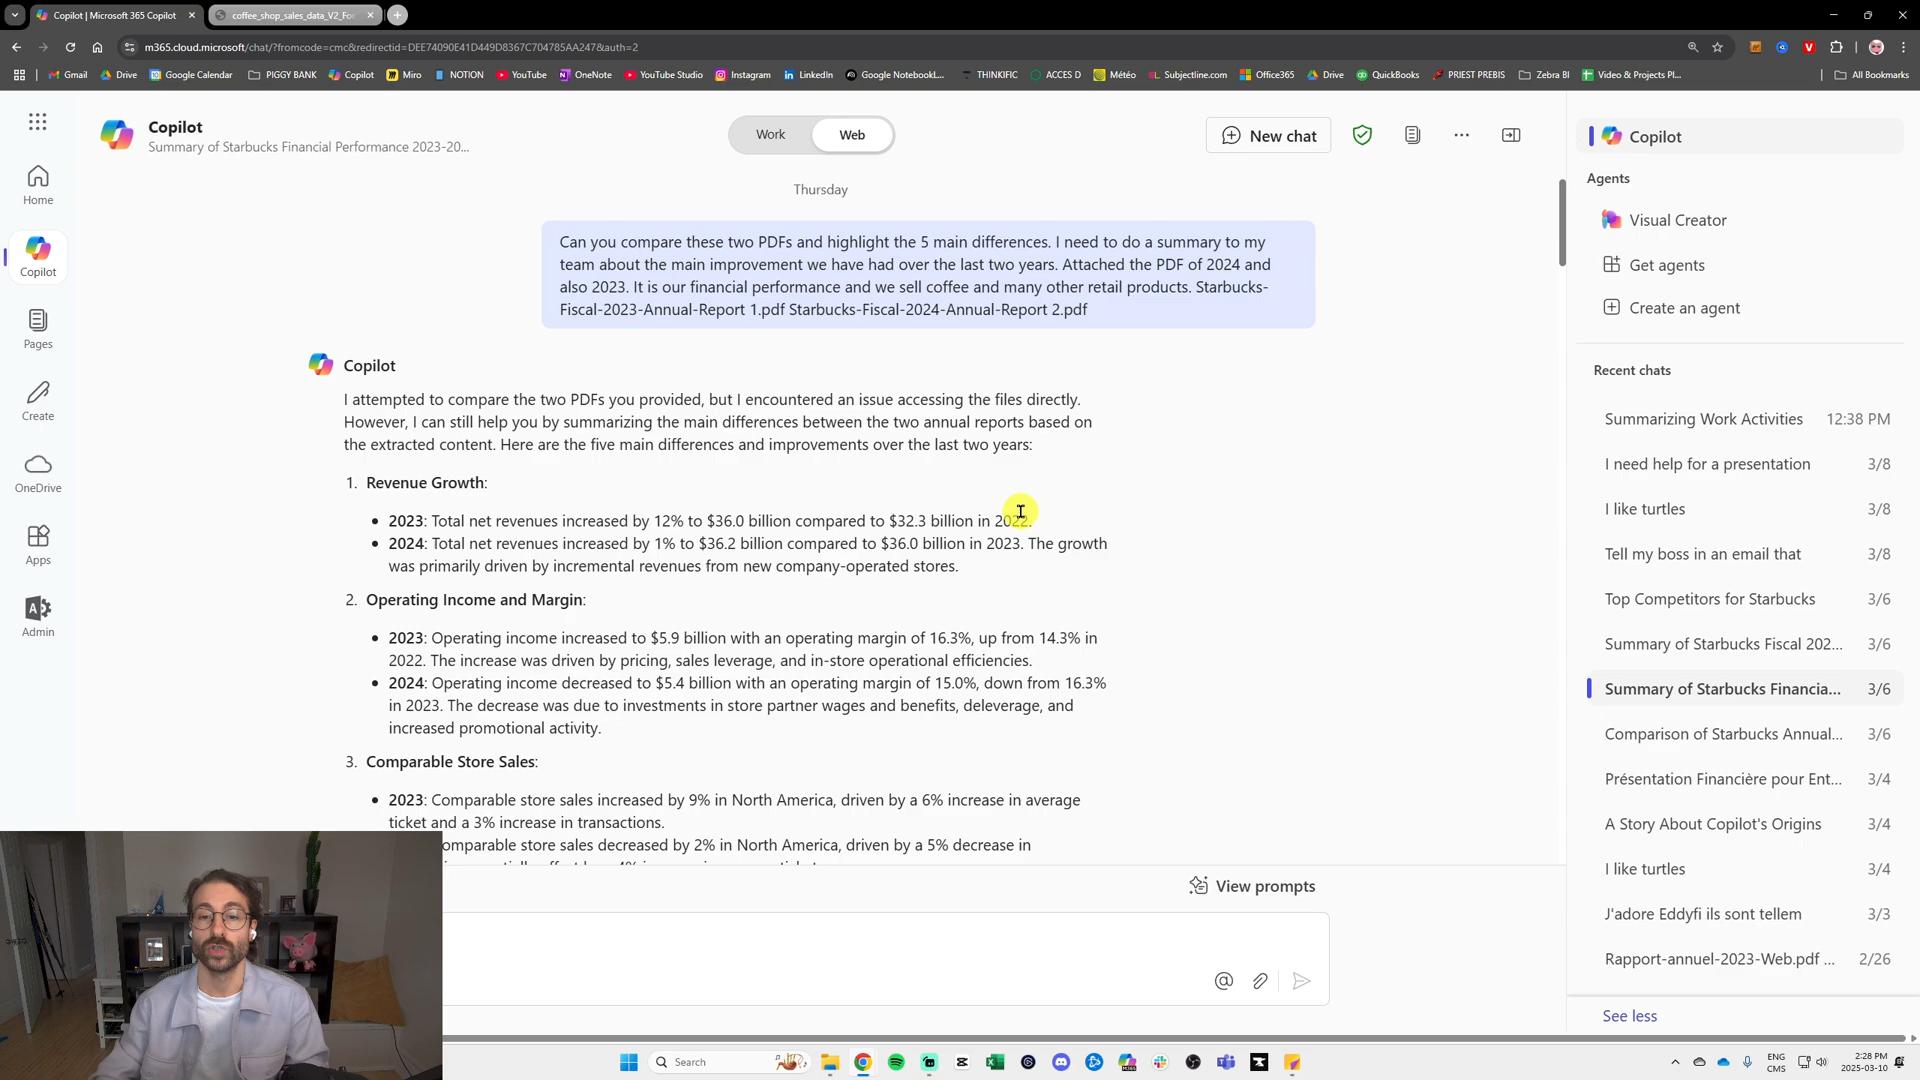 Copilot | Microsoft 365 Copilot
coffee_shop_sales_data_V2_Fo
m365.cloud.microsoft/chat/?fromcode=cmc&redirectid=DEE74090E41D449D8367C704785AA247&auth=2
Gmail Drive Google Calendar PIGGY BANK Copilot Miro NOTION YouTube OneNote YouTube Studio Instagram LinkedIn Google NotebookL... THINKIFIC ACCES D Météo Subjectline.com Office365 Drive QuickBooks PRIEST PREBIS Zebra BI Video & Projects Pl... All Bookmarks
Home
Copilot
Pages
Create
OneDrive
Apps
Admin
Copilot
Summary of Starbucks Financial Performance 2023-20...
Work Web
New chat
Thursday
Can you compare these two PDFs and highlight the 5 main differences. I need to do a summary to my
team about the main improvement we have had over the last two years. Attached the PDF of 2024 and
also 2023. It is our financial performance and we sell coffee and many other retail products. Starbucks-
Fiscal-2023-Annual-Report 1.pdf Starbucks-Fiscal-2024-Annual-Report 2.pdf
Copilot
I attempted to compare the two PDFs you provided, but I encountered an issue accessing the files directly.
However, I can still help you by summarizing the main differences between the two annual reports based on
the extracted content. Here are the five main differences and improvements over the last two years:
1. Revenue Growth:
• 2023: Total net revenues increased by 12% to $36.0 billion compared to $32.3 billion in 2022.
• 2024: Total net revenues increased by 1% to $36.2 billion compared to $36.0 billion in 2023. The growth
was primarily driven by incremental revenues from new company-operated stores.
2. Operating Income and Margin:
• 2023: Operating income increased to $5.9 billion with an operating margin of 16.3%, up from 14.3% in
2022. The increase was driven by pricing, sales leverage, and in-store operational efficiencies.
• 2024: Operating income decreased to $5.4 billion with an operating margin of 15.0%, down from 16.3%
in 2023. The decrease was due to investments in store partner wages and benefits, deleverage, and
increased promotional activity.
3. Comparable Store Sales:
• 2023: Comparable store sales increased by 9% in North America, driven by a 6% increase in average
ticket and a 3% increase in transactions.
omparable store sales decreased by 2% in North America, driven by a 5% decrease in
View prompts
Copilot
Agents
Visual Creator
Get agents
Create an agent
Recent chats
Summarizing Work Activities 12:38 PM
I need help for a presentation 3/8
I like turtles 3/8
Tell my boss in an email that 3/8
Top Competitors for Starbucks 3/6
Summary of Starbucks Fiscal 202... 3/6
Summary of Starbucks Financia... 3/6
Comparison of Starbucks Annual... 3/6
Présentation Financière pour Ent... 3/4
A Story About Copilot's Origins 3/4
I like turtles 3/4
J'adore Eddyfi ils sont tellem 3/3
Rapport-annuel-2023-Web.pdf ... 2/26
See less
Search
ENG
CMS
2:28 PM
2025-03-10